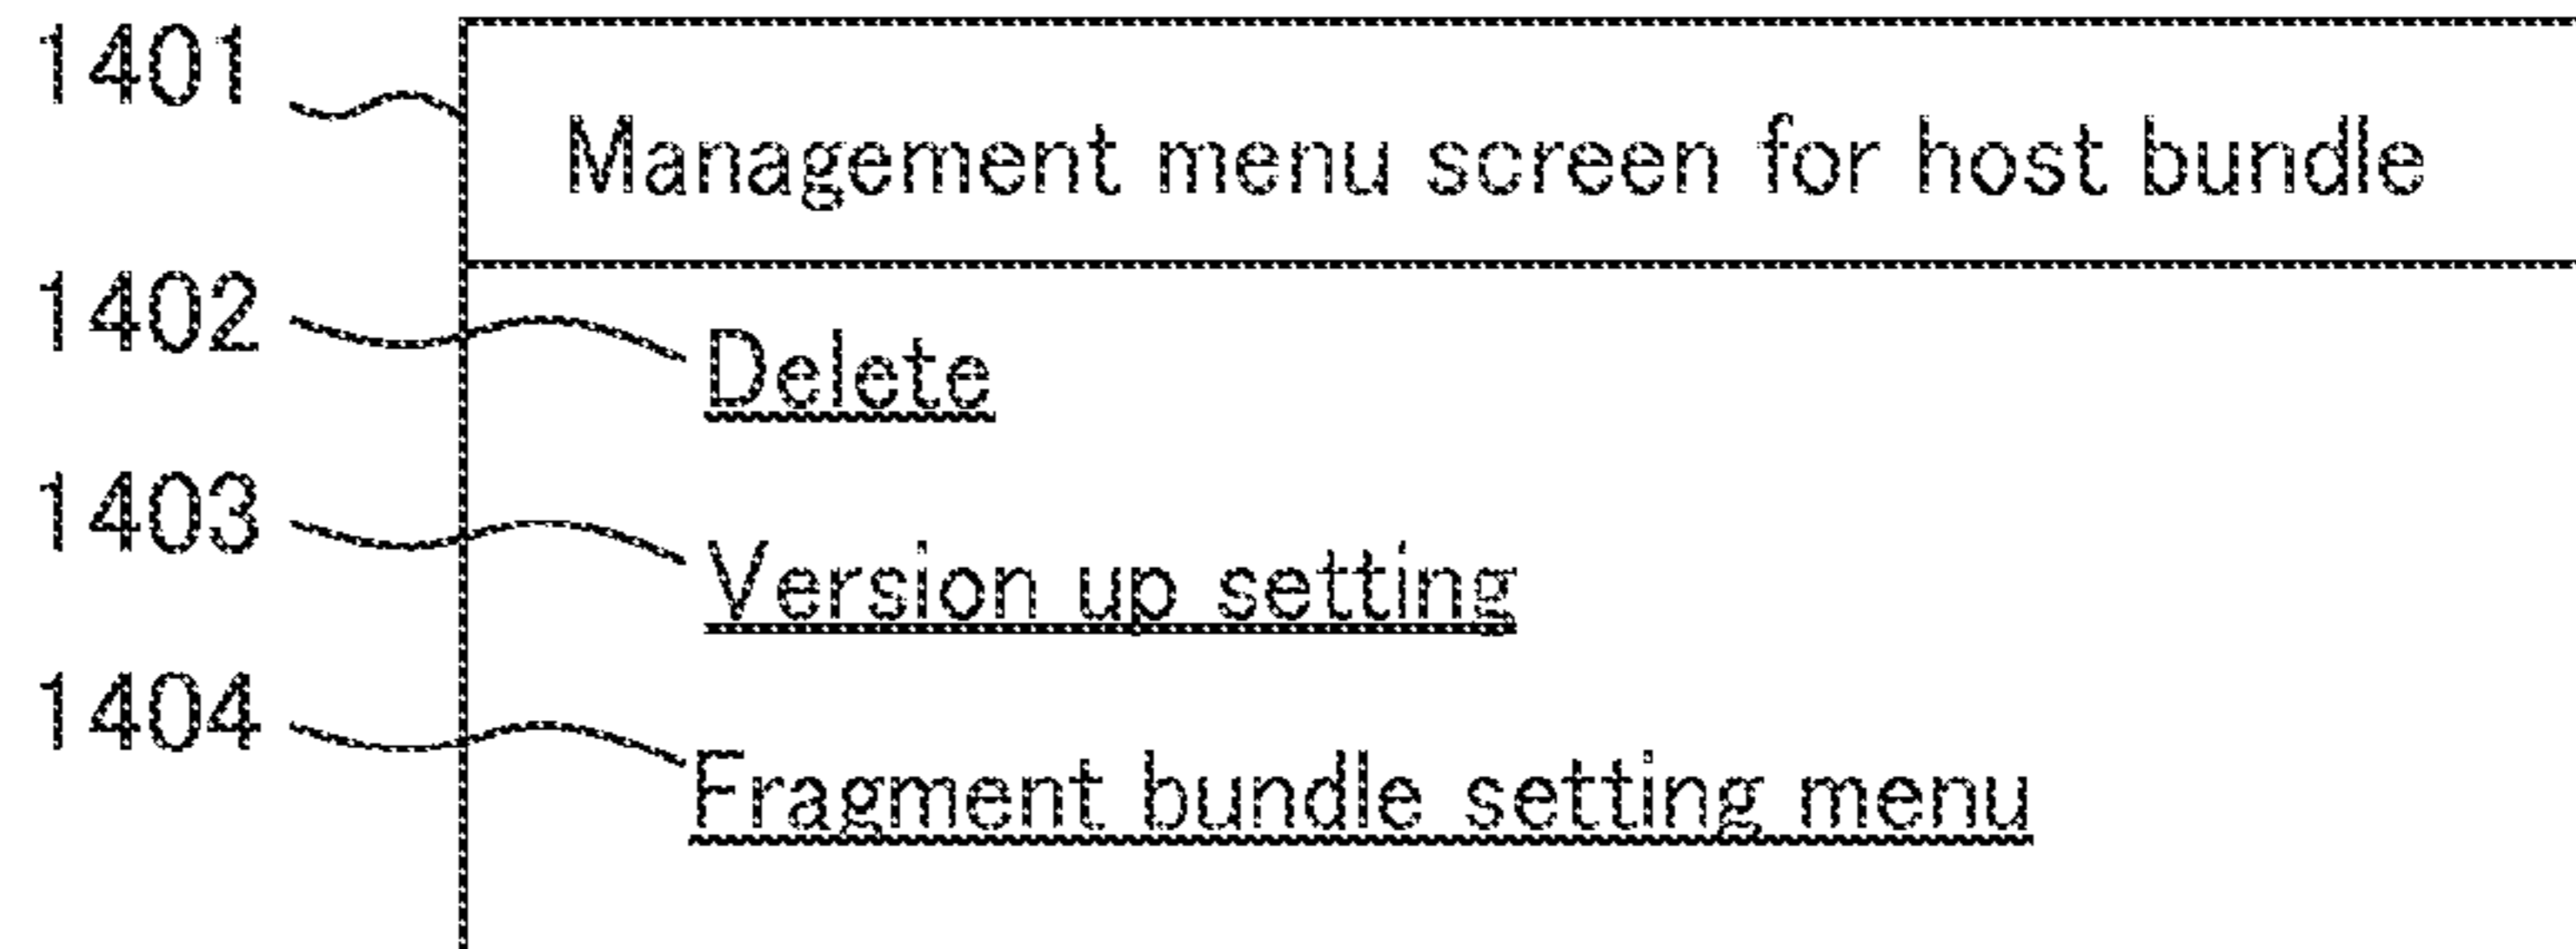 1401
Management menu screen for host bundle
1402
Delete
1403
Version up setting
1404
Fragment bundle setting menu